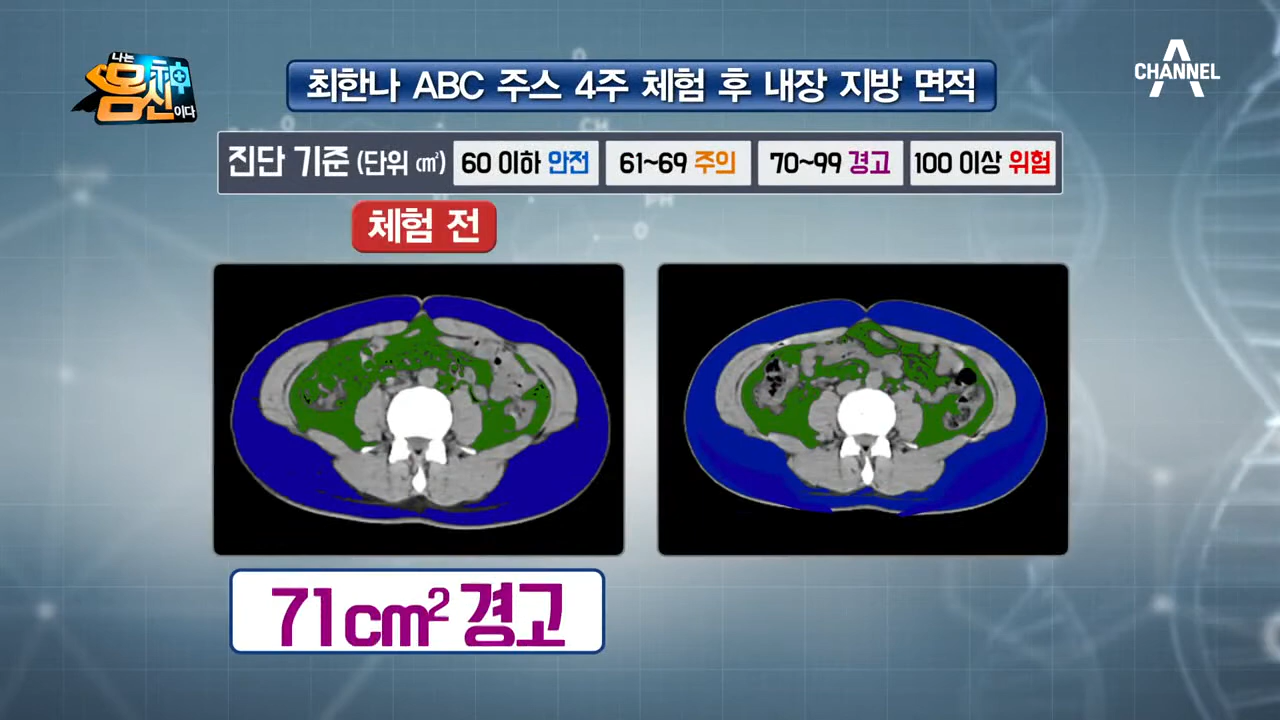 나는
몸神신이다
CHANNEL A
최한나 ABC 주스 4주 체험 후 내장 지방 면적
진단 기준 (단위 ㎠) 60 이하 안전 61~69 주의 70~99 경고 100 이상 위험
체험 전
71cm² 경고